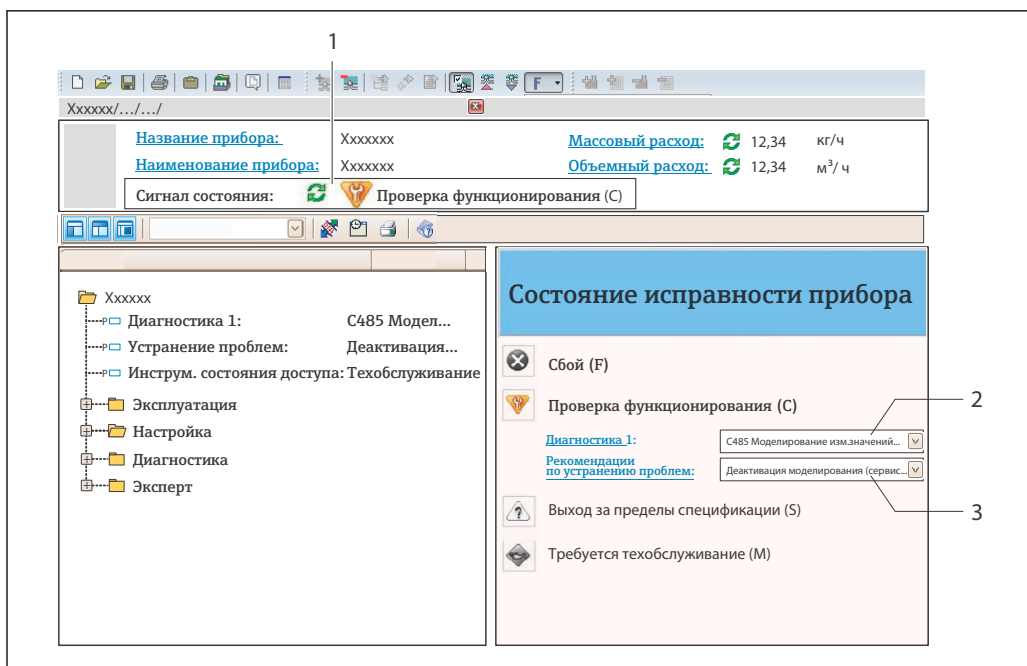 1
F
Xxxxxx/.../.../
Название прибора: Xxxxxxx Массовый расход: 12,34 кг/ч
Наименование прибора: Xxxxxxx Объемный расход: 12,34 м³/ ч
Сигнал состояния: Проверка функционирования (C)
Xxxxxx
P Диагностика 1: C485 Модел...
P Устранение проблем: Деактивация...
P Инструм. состояния доступа: Техобслуживание
Эксплуатация
Настройка
Диагностика
Эксперт
Состояние исправности прибора
Сбой (F)
Проверка функционирования (C)
2
Диагностика 1: C485 Моделирование изм.значений...
Рекомендации
по устранению проблем: Деактивация моделирования (сервис...
3
Выход за пределы спецификации (S)
Требуется техобслуживание (M)